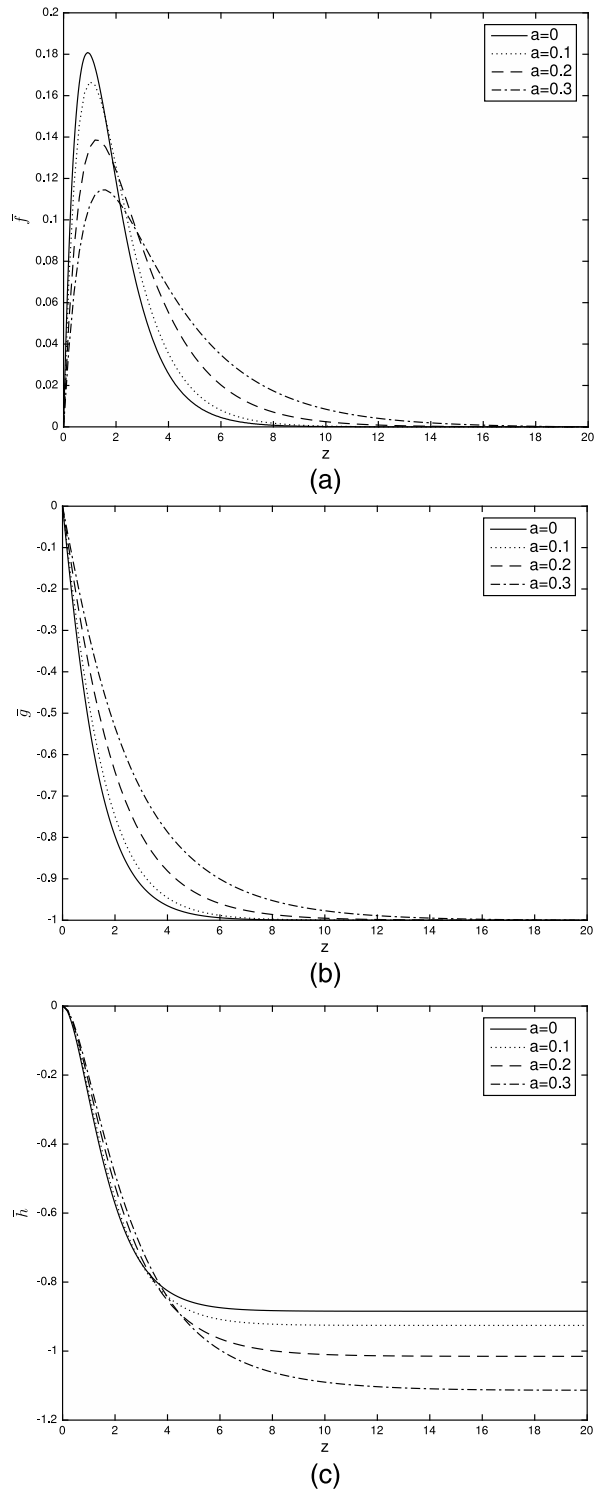 0.2
0.18
0.16
0.14
0.12
0.1
0.08
0.06
0.04
0.02
0
f̄
a=0
a=0.1
a=0.2
a=0.3
0 2 4 6 8 10 12 14 16 18 20
z
(a)
0
-0.1
-0.2
-0.3
-0.4
-0.5
-0.6
-0.7
-0.8
-0.9
-1
ḡ
a=0
a=0.1
a=0.2
a=0.3
0 2 4 6 8 10 12 14 16 18 20
z
(b)
0
-0.2
-0.4
-0.6
-0.8
-1
-1.2
h̄
a=0
a=0.1
a=0.2
a=0.3
0 2 4 6 8 10 12 14 16 18 20
z
(c)